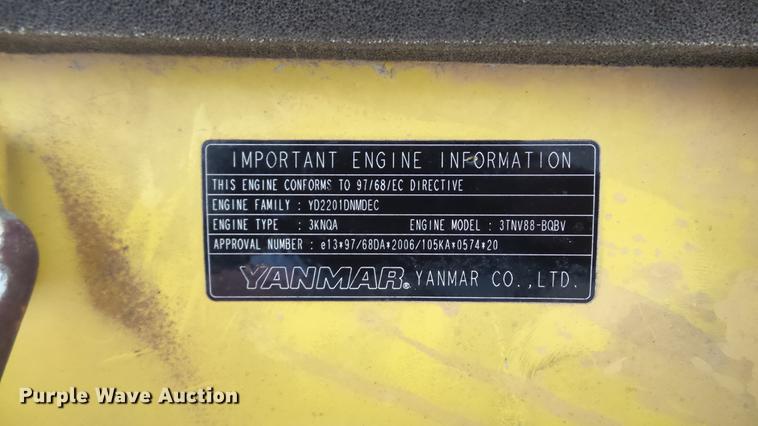 IMPORTANT ENGINE INFORMATION
THIS ENGINE CONFORMS TO 97/68/EC DIRECTIVE
ENGINE FAMILY : YD2201DNMDEC
ENGINE TYPE : 3KNQA ENGINE MODEL : 3TNV88-BQBV
APPROVAL NUMBER : e13*97/68DA*2006/105KA*0574*20
YANMAR® YANMAR CO.,LTD.
Purple Wave Auction